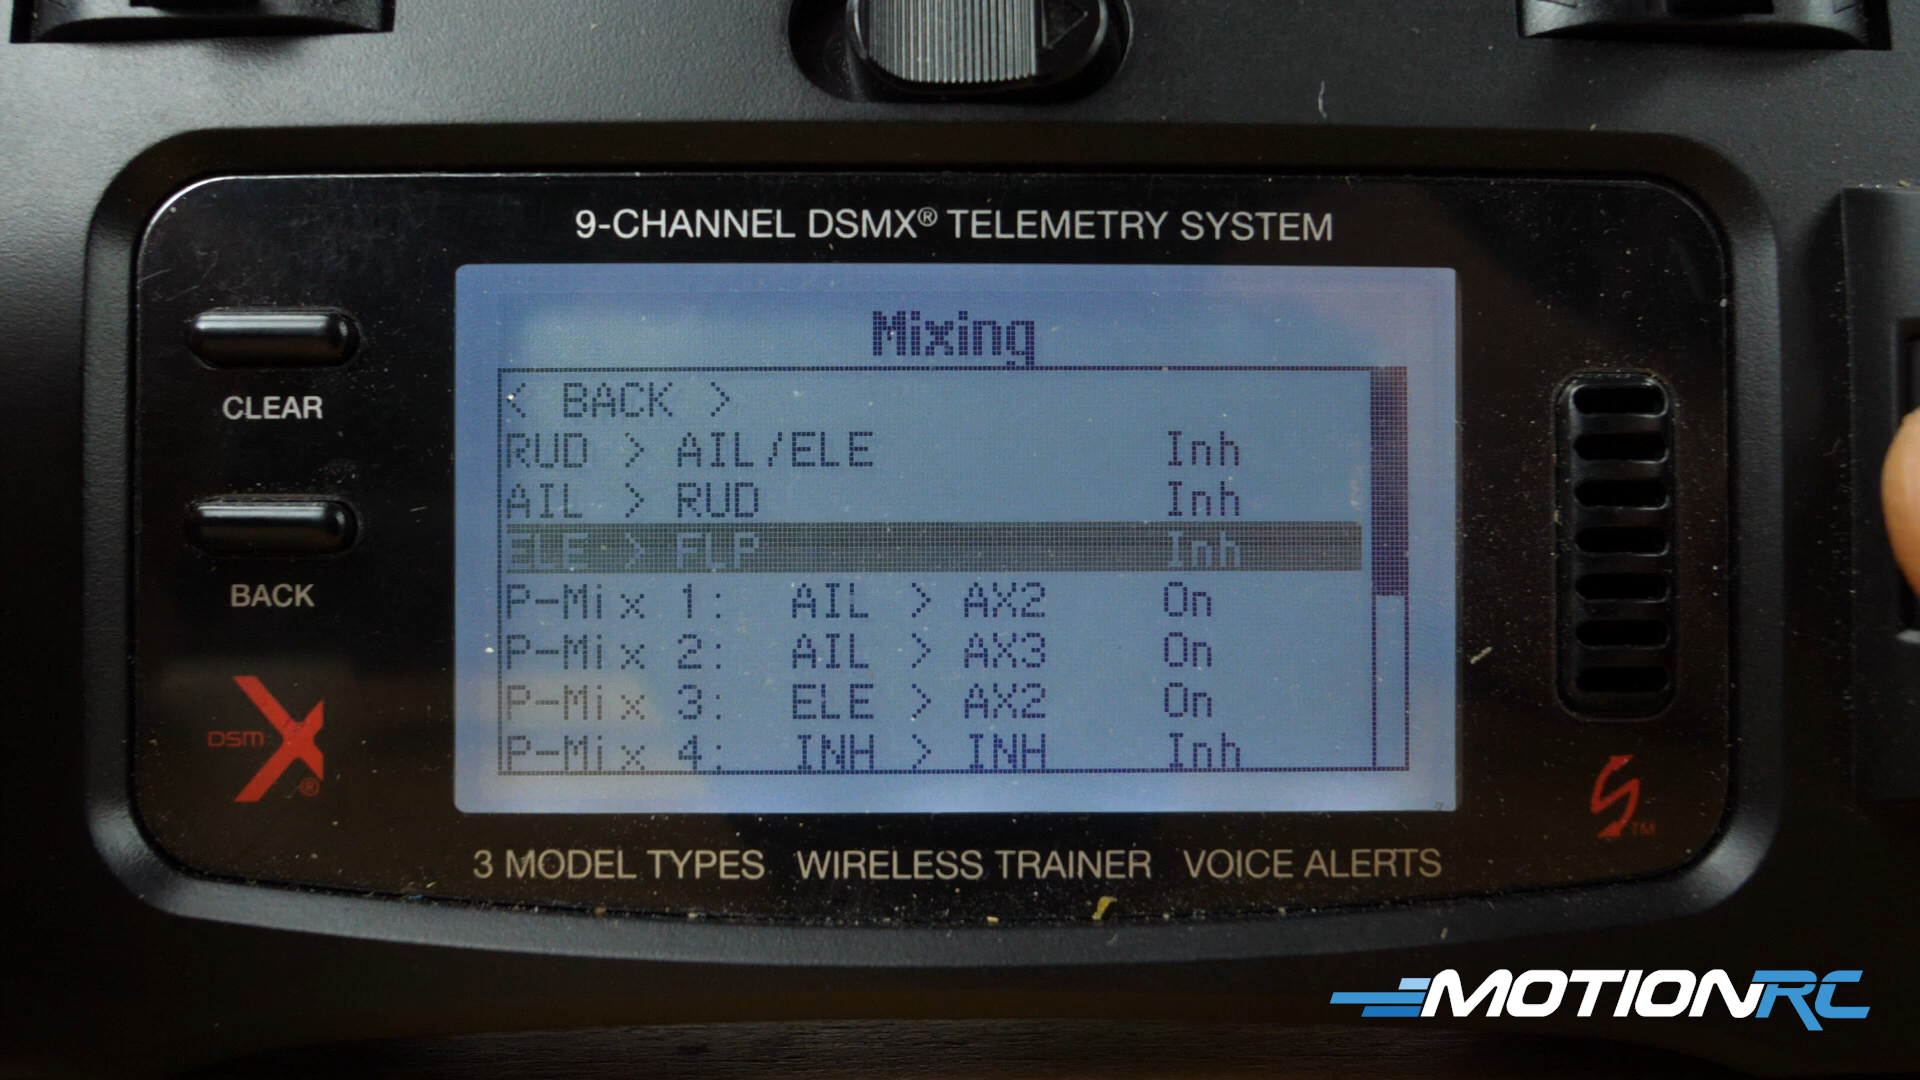 9-CHANNEL DSMX® TELEMETRY SYSTEM
Mixing
< BACK >
RUD > AIL/ELE Inh
AIL > RUD Inh
ELE > FLP Inh
P-Mix 1: AIL > AX2 On
P-Mix 2: AIL > AX3 On
P-Mix 3: ELE > AX2 On
P-Mix 4: INH > INH Inh
CLEAR
BACK
DSM X®
S™
3 MODEL TYPES WIRELESS TRAINER VOICE ALERTS
MOTIONRC